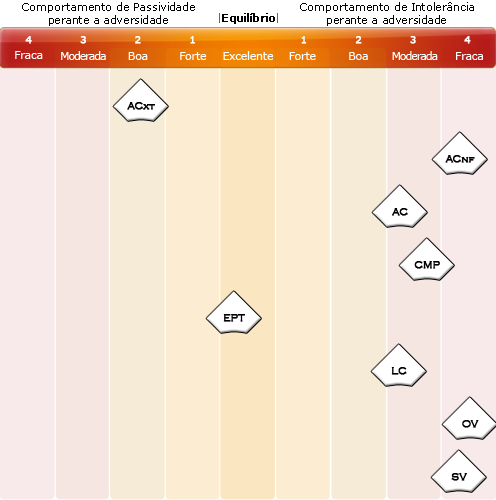 Comportamento de Passividade
perante a adversidade
|Equilíbrio|
Comportamento de Intolerância
perante a adversidade
4 3 2 1 1 2 3 4
Fraca Moderada Boa Forte Excelente Forte Boa Moderada Fraca
ACXT
ACNF
AC
CMP
EPT
LC
OV
SV